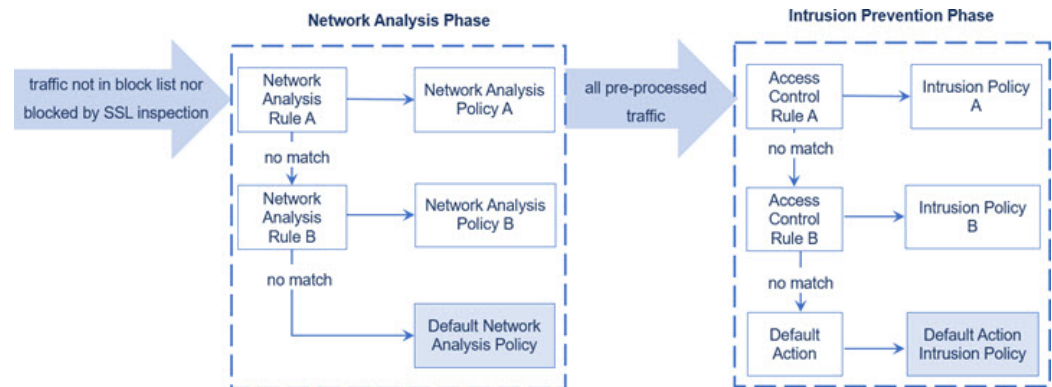 Network Analysis Phase
traffic not in block list nor
blocked by SSL inspection
Network
Analysis
Rule A
Network Analysis
Policy A
no match
Network
Analysis
Rule B
Network Analysis
Policy B
no match
Default Network
Analysis Policy
all pre-processed
traffic
Intrusion Prevention Phase
Access
Control
Rule A
Intrusion Policy
A
no match
Access
Control
Rule B
Intrusion Policy
B
no match
Default
Action
Default Action
Intrusion Policy